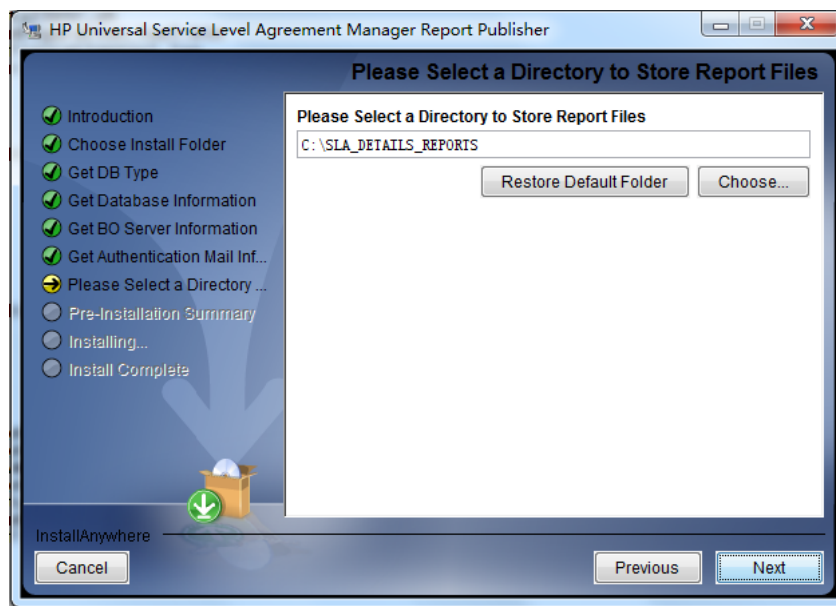 HP Universal Service Level Agreement Manager Report Publisher
Please Select a Directory to Store Report Files
Introduction
Choose Install Folder
Get DB Type
Get Database Information
Get BO Server Information
Get Authentication Mail Inf...
Please Select a Directory ...
Pre-Installation Summary
Installing...
Install Complete
Please Select a Directory to Store Report Files
C:\SLA_DETAILS_REPORTS
Restore Default Folder
Choose...
InstallAnywhere
Cancel
Previous
Next